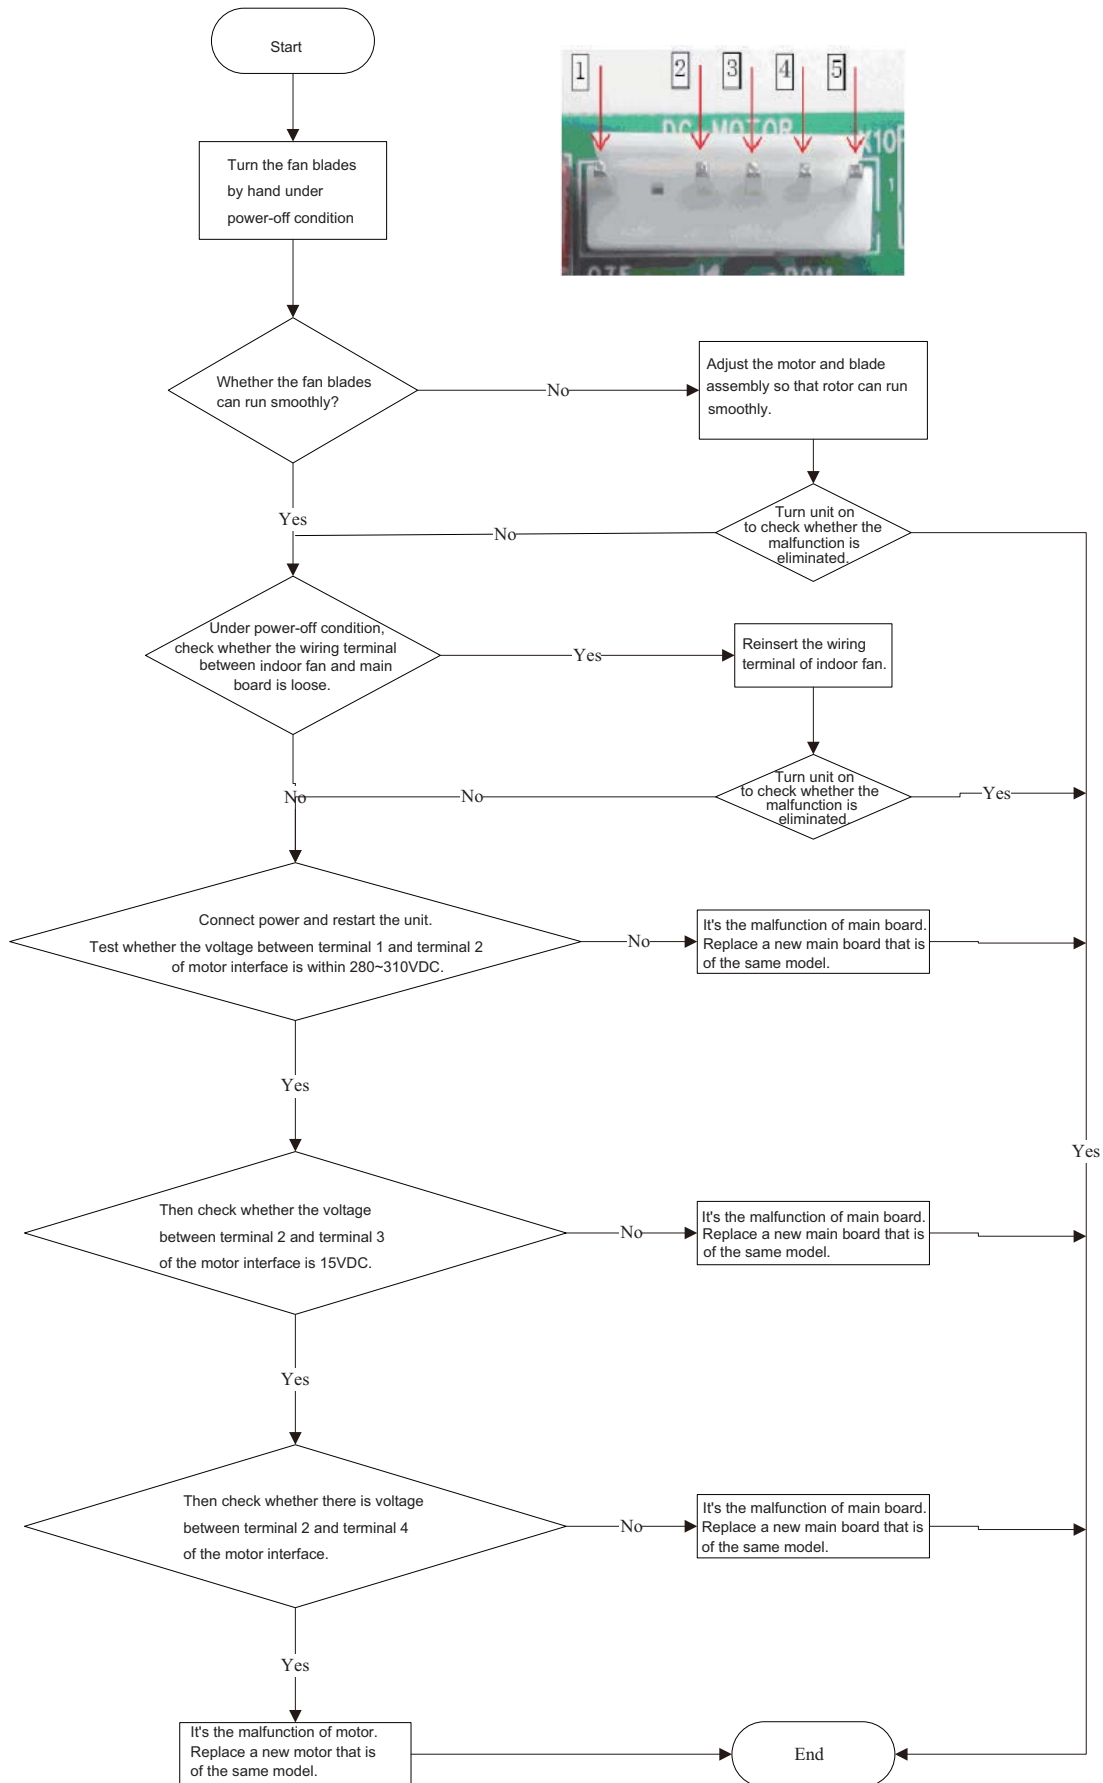 Start
1
2
3
4
5
DC MOTOR
Turn the fan blades
by hand under
power-off condition
Whether the fan blades
can run smoothly?
No
Adjust the motor and blade
assembly so that rotor can run
smoothly.
Yes
No
Turn unit on
to check whether the
malfunction is
eliminated.
Under power-off condition,
check whether the wiring terminal
between indoor fan and main
board is loose.
Yes
Reinsert the wiring
terminal of indoor fan.
No
No
Turn unit on
to check whether the
malfunction is
eliminated.
Yes
Connect power and restart the unit.
Test whether the voltage between terminal 1 and terminal 2
of motor interface is within 280~310VDC.
No
It's the malfunction of main board.
Replace a new main board that is
of the same model.
Yes
Yes
Then check whether the voltage
between terminal 2 and terminal 3
of the motor interface is 15VDC.
No
It's the malfunction of main board.
Replace a new main board that is
of the same model.
Yes
Then check whether there is voltage
between terminal 2 and terminal 4
of the motor interface.
No
It's the malfunction of main board.
Replace a new main board that is
of the same model.
Yes
It's the malfunction of motor.
Replace a new motor that is
of the same model.
End